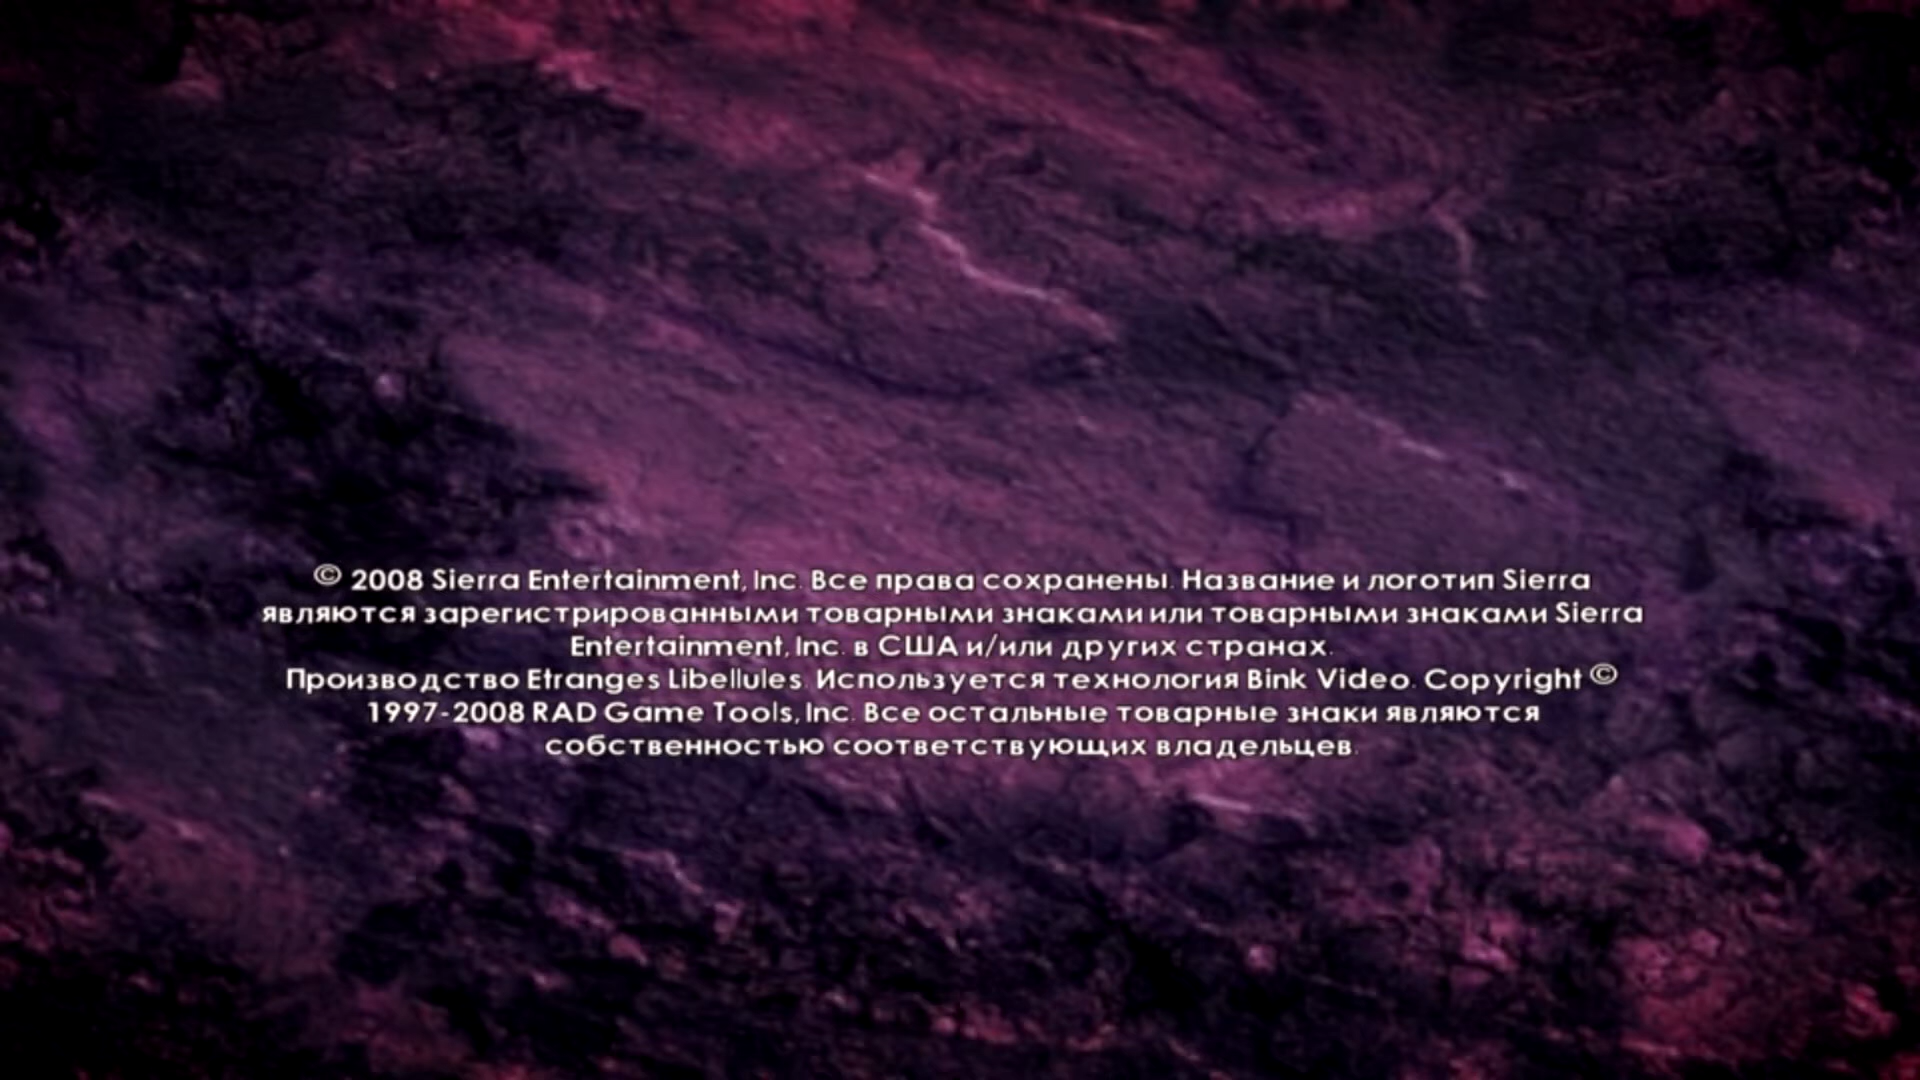 © 2008 Sierra Entertainment, Inc. Все права сохранены. Название и логотип Sierra
являются зарегистрированными товарными знаками или товарными знаками Sierra
Entertainment, Inc. в США и/или других странах.
Производство Etranges Libellules. Используется технология Bink Video. Copyright ©
1997-2008 RAD Game Tools, Inc. Все остальные товарные знаки являются
собственностью соответствующих владельцев.